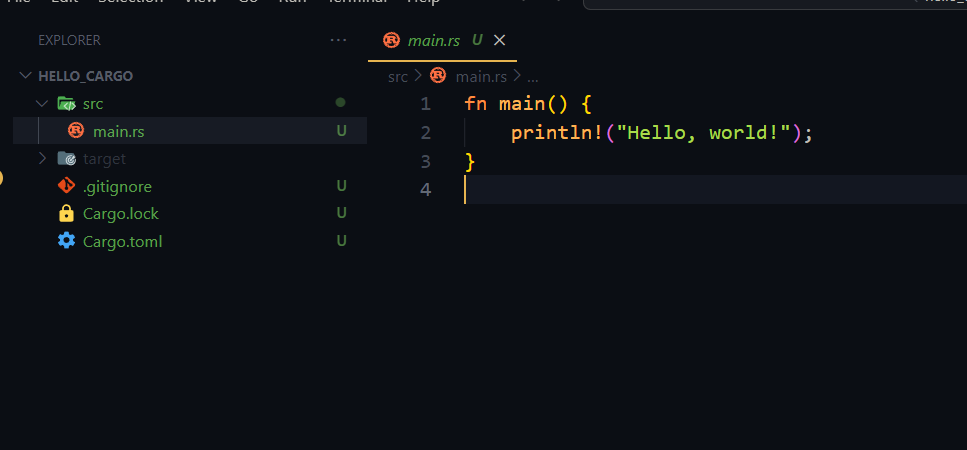 File Edit Selection View Go Run Terminal Help
EXPLORER ...
main.rs U
HELLO_CARGO
src
main.rs U
target
.gitignore U
Cargo.lock U
Cargo.toml U
src > main.rs > ...
1 fn main() {
2 println!("Hello, world!");
3 }
4